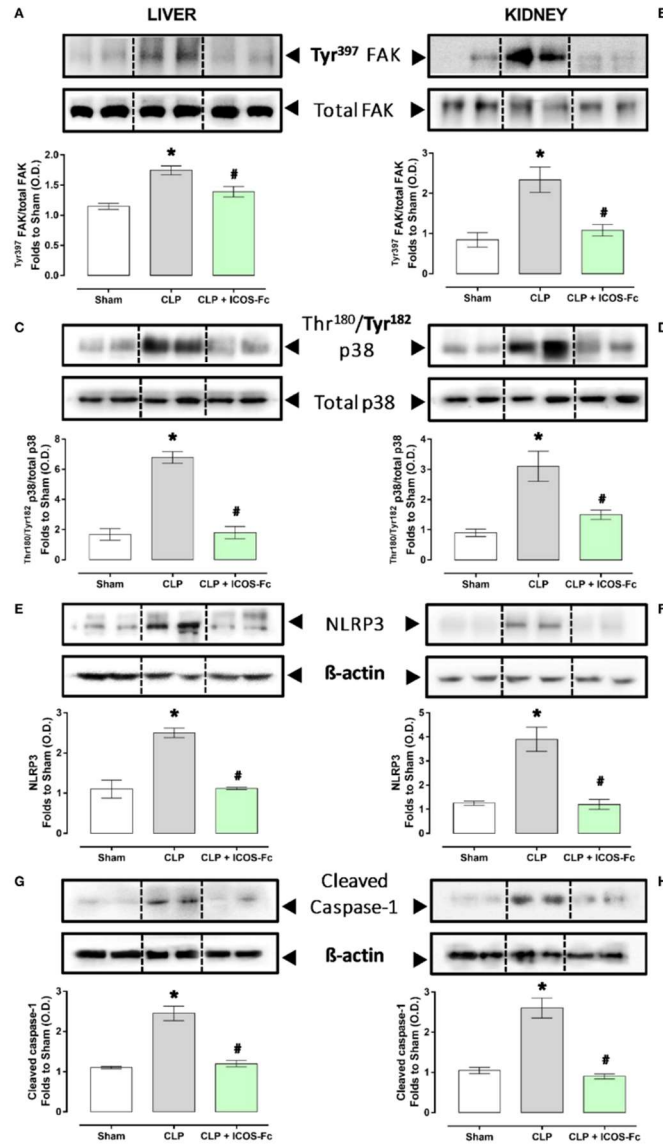 LIVER
KIDNEY
A
B
Tyr³⁹⁷ FAK
Total FAK
Tyr397 FAK/total FAK
Folds to Sham (O.D.)
2.0
1.5
1.0
0.5
0.0
*
#
Sham CLP CLP + ICOS-Fc
Tyr397 FAK/total FAK
Folds to Sham (O.D.)
3
2
1
0
*
#
Sham CLP CLP + ICOS-Fc
C
D
Thr¹⁸⁰/Tyr¹⁸²
p38
Total p38
Thr180/Tyr182 p38/total p38
Folds to Sham (O.D.)
8
6
4
2
0
*
#
Sham CLP CLP + ICOS-Fc
Thr180/Tyr182 p38/total p38
Folds to Sham (O.D.)
4
3
2
1
0
*
#
Sham CLP CLP + ICOS-Fc
E
F
NLRP3
ß-actin
NLRP3
Folds to Sham (O.D.)
3
2
1
0
*
#
Sham CLP CLP + ICOS-Fc
NLRP3
Folds to Sham (O.D.)
5
4
3
2
1
0
*
#
Sham CLP CLP + ICOS-Fc
G
H
Cleaved
Caspase-1
ß-actin
Cleaved caspase-1
Folds to Sham (O.D.)
3
2
1
0
*
#
Sham CLP CLP + ICOS-Fc
Cleaved caspase-1
Folds to Sham (O.D.)
3
2
1
0
*
#
Sham CLP CLP + ICOS-Fc